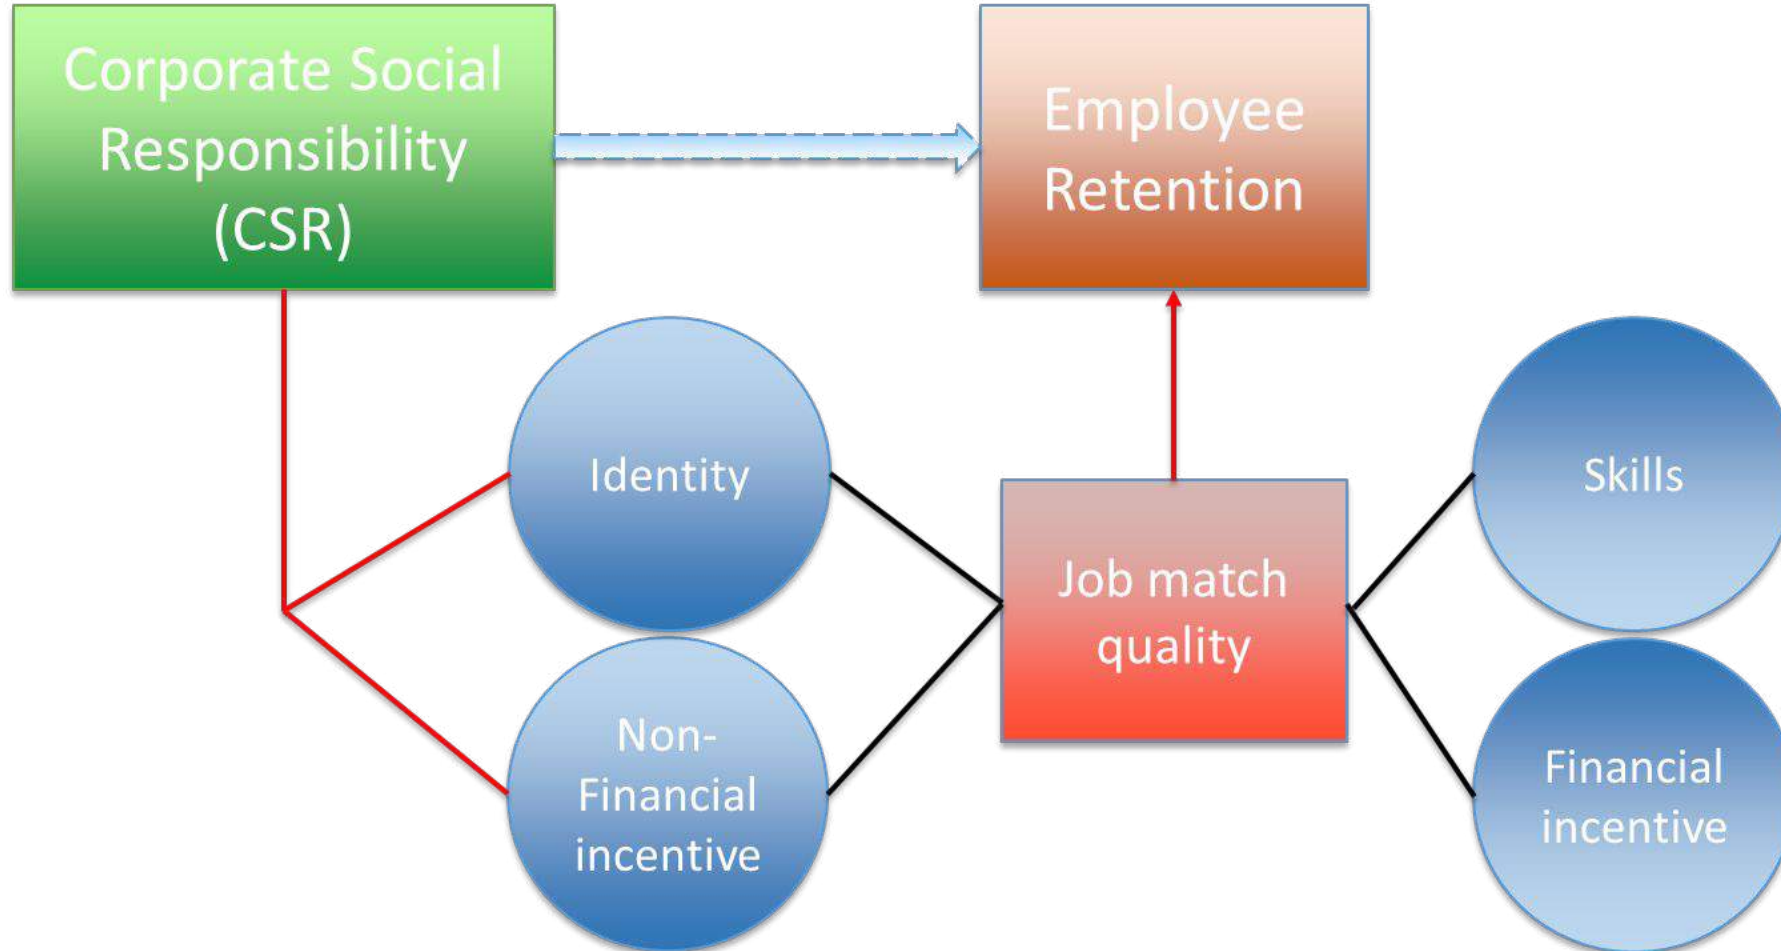 Corporate Social
Responsibility
(CSR)
Employee
Retention
Identity
Skills
Job match
quality
Non-
Financial
incentive
Financial
incentive